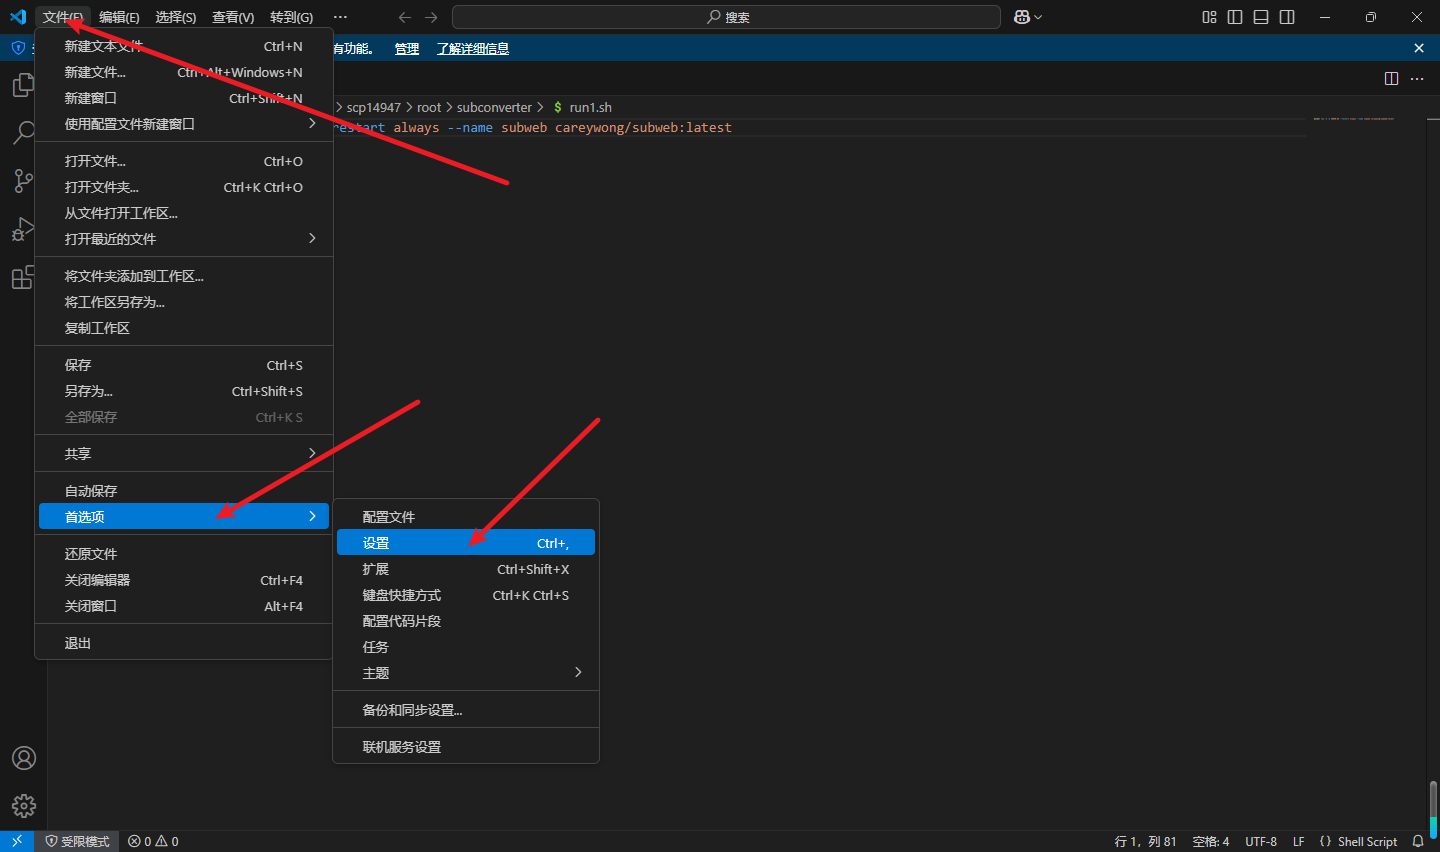 文件(F) 编辑(E) 选择(S) 查看(V) 转到(G) ··· 搜索
有功能。 管理 了解详细信息
新建文本文件 Ctrl+N
新建文件... Ctrl+Alt+Windows+N
新建窗口 Ctrl+Shift+N
scp14947 > root > subconverter > $ run1.sh
使用配置文件新建窗口
restart always --name subweb careywong/subweb:latest
打开文件... Ctrl+O
打开文件夹... Ctrl+K Ctrl+O
从文件打开工作区...
打开最近的文件
将文件夹添加到工作区...
将工作区另存为...
复制工作区
保存 Ctrl+S
另存为... Ctrl+Shift+S
全部保存 Ctrl+K S
共享
自动保存
首选项
还原文件
关闭编辑器 Ctrl+F4
关闭窗口 Alt+F4
退出
配置文件
设置 Ctrl+,
扩展 Ctrl+Shift+X
键盘快捷方式 Ctrl+K Ctrl+S
配置代码片段
任务
主题
备份和同步设置...
联机服务设置
受限模式 0 0 行 1，列 81 空格: 4 UTF-8 LF {} Shell Script